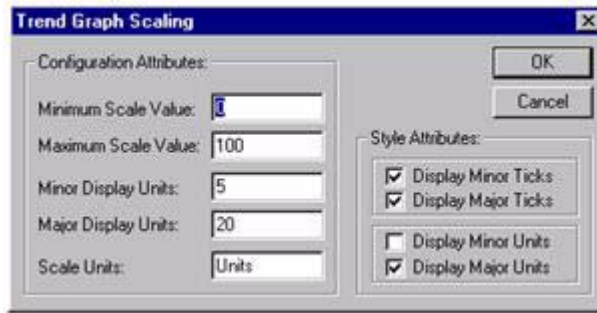 Trend Graph Scaling
Configuration Attributes:
Minimum Scale Value: 0
Maximum Scale Value: 100
Minor Display Units: 5
Major Display Units: 20
Scale Units: Units
OK
Cancel
Style Attributes:
Display Minor Ticks
Display Major Ticks
Display Minor Units
Display Major Units